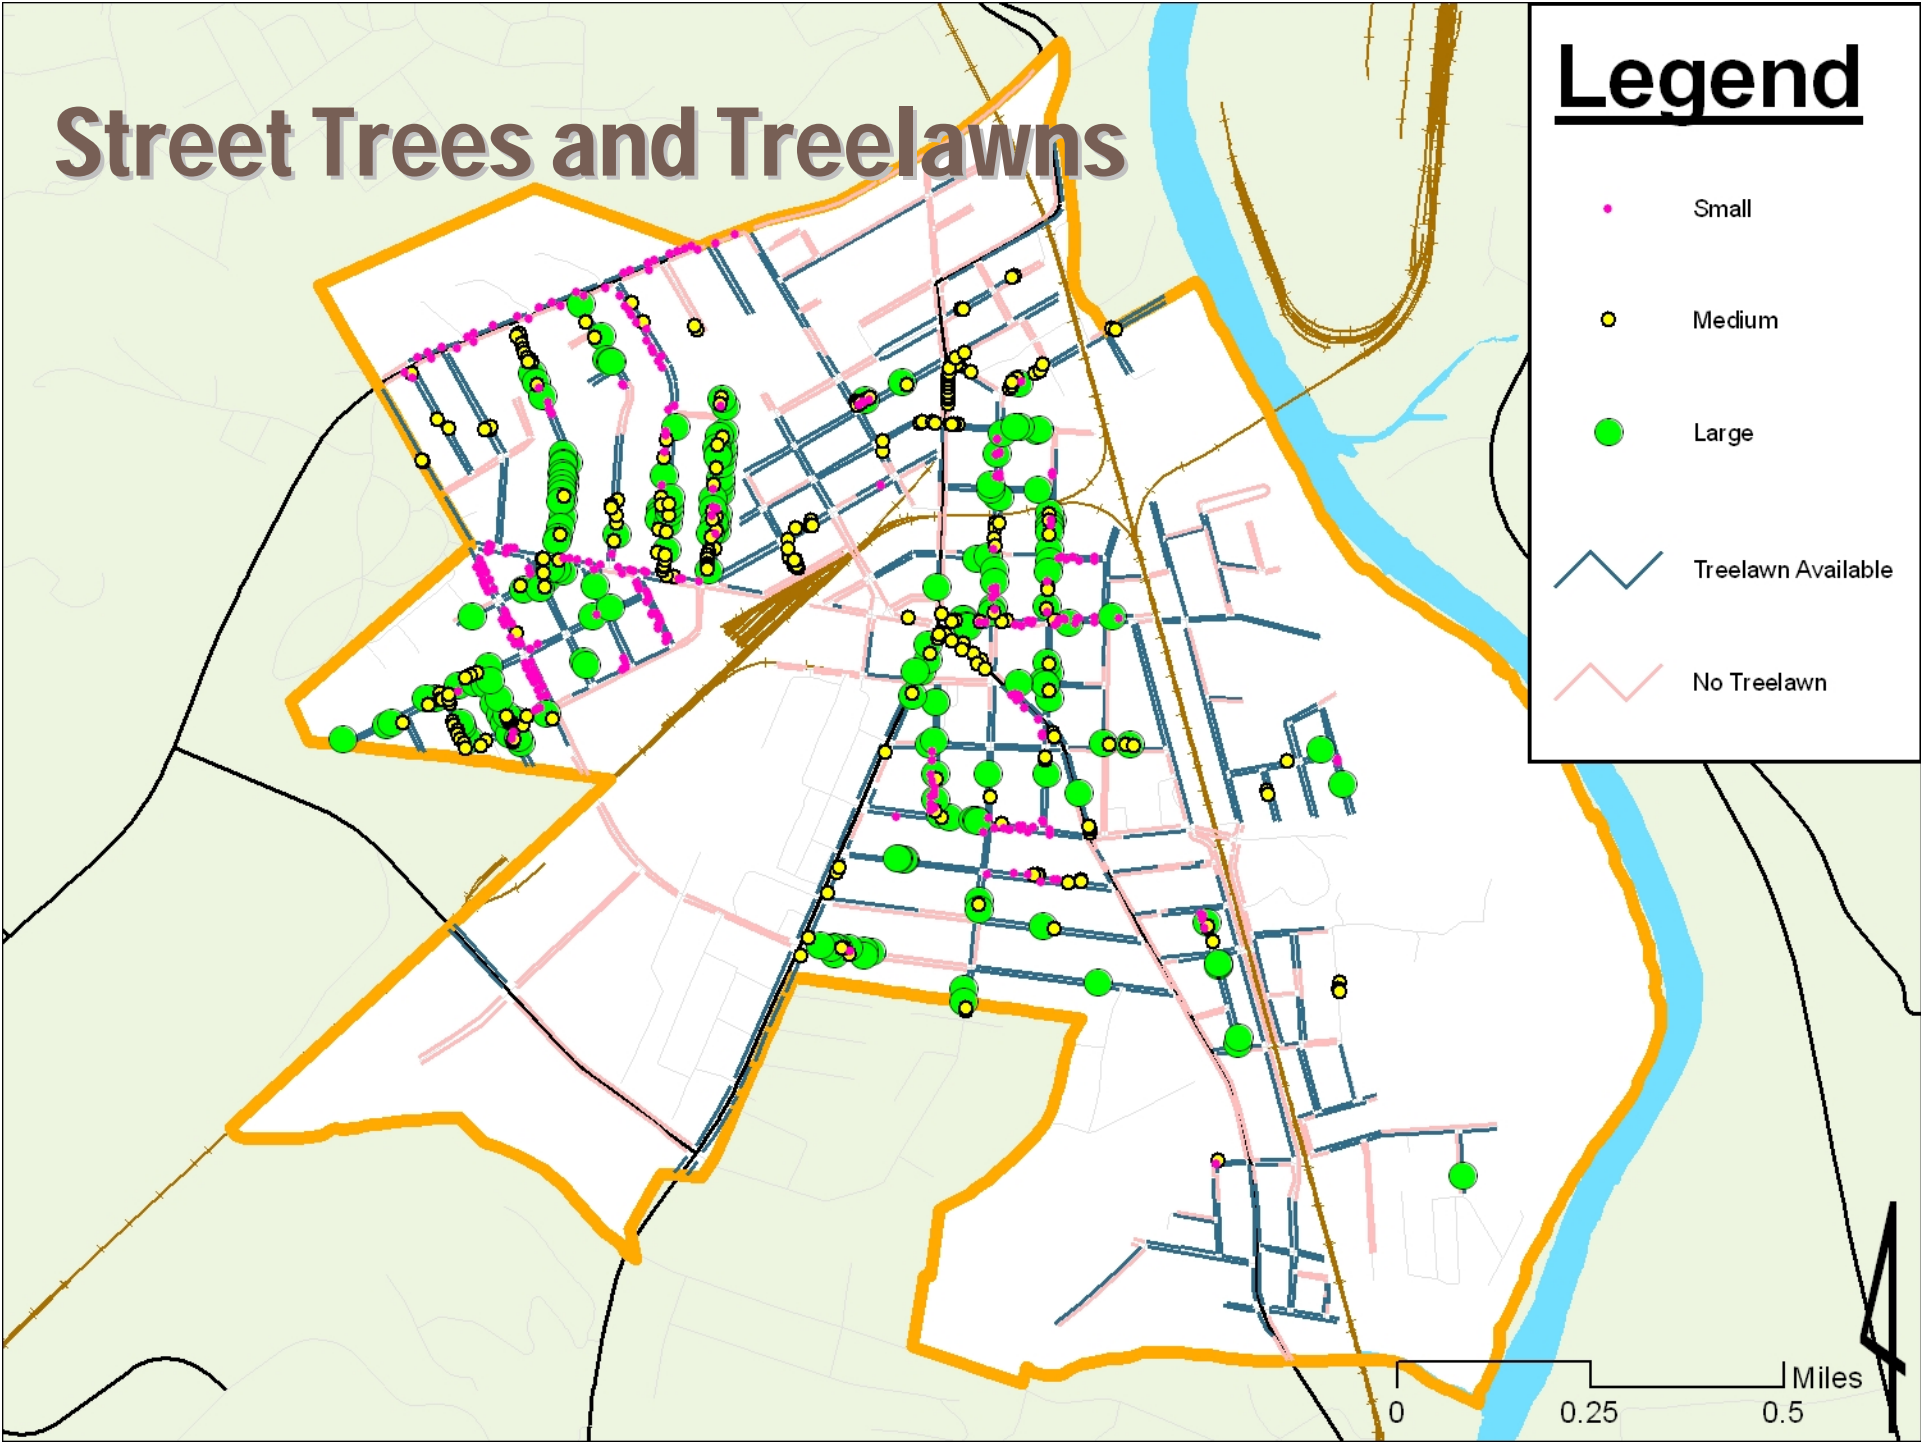 Street Trees and Treelawns
Legend
Small
Medium
Large
Treelawn Available
No Treelawn
Miles
0 0.25 0.5